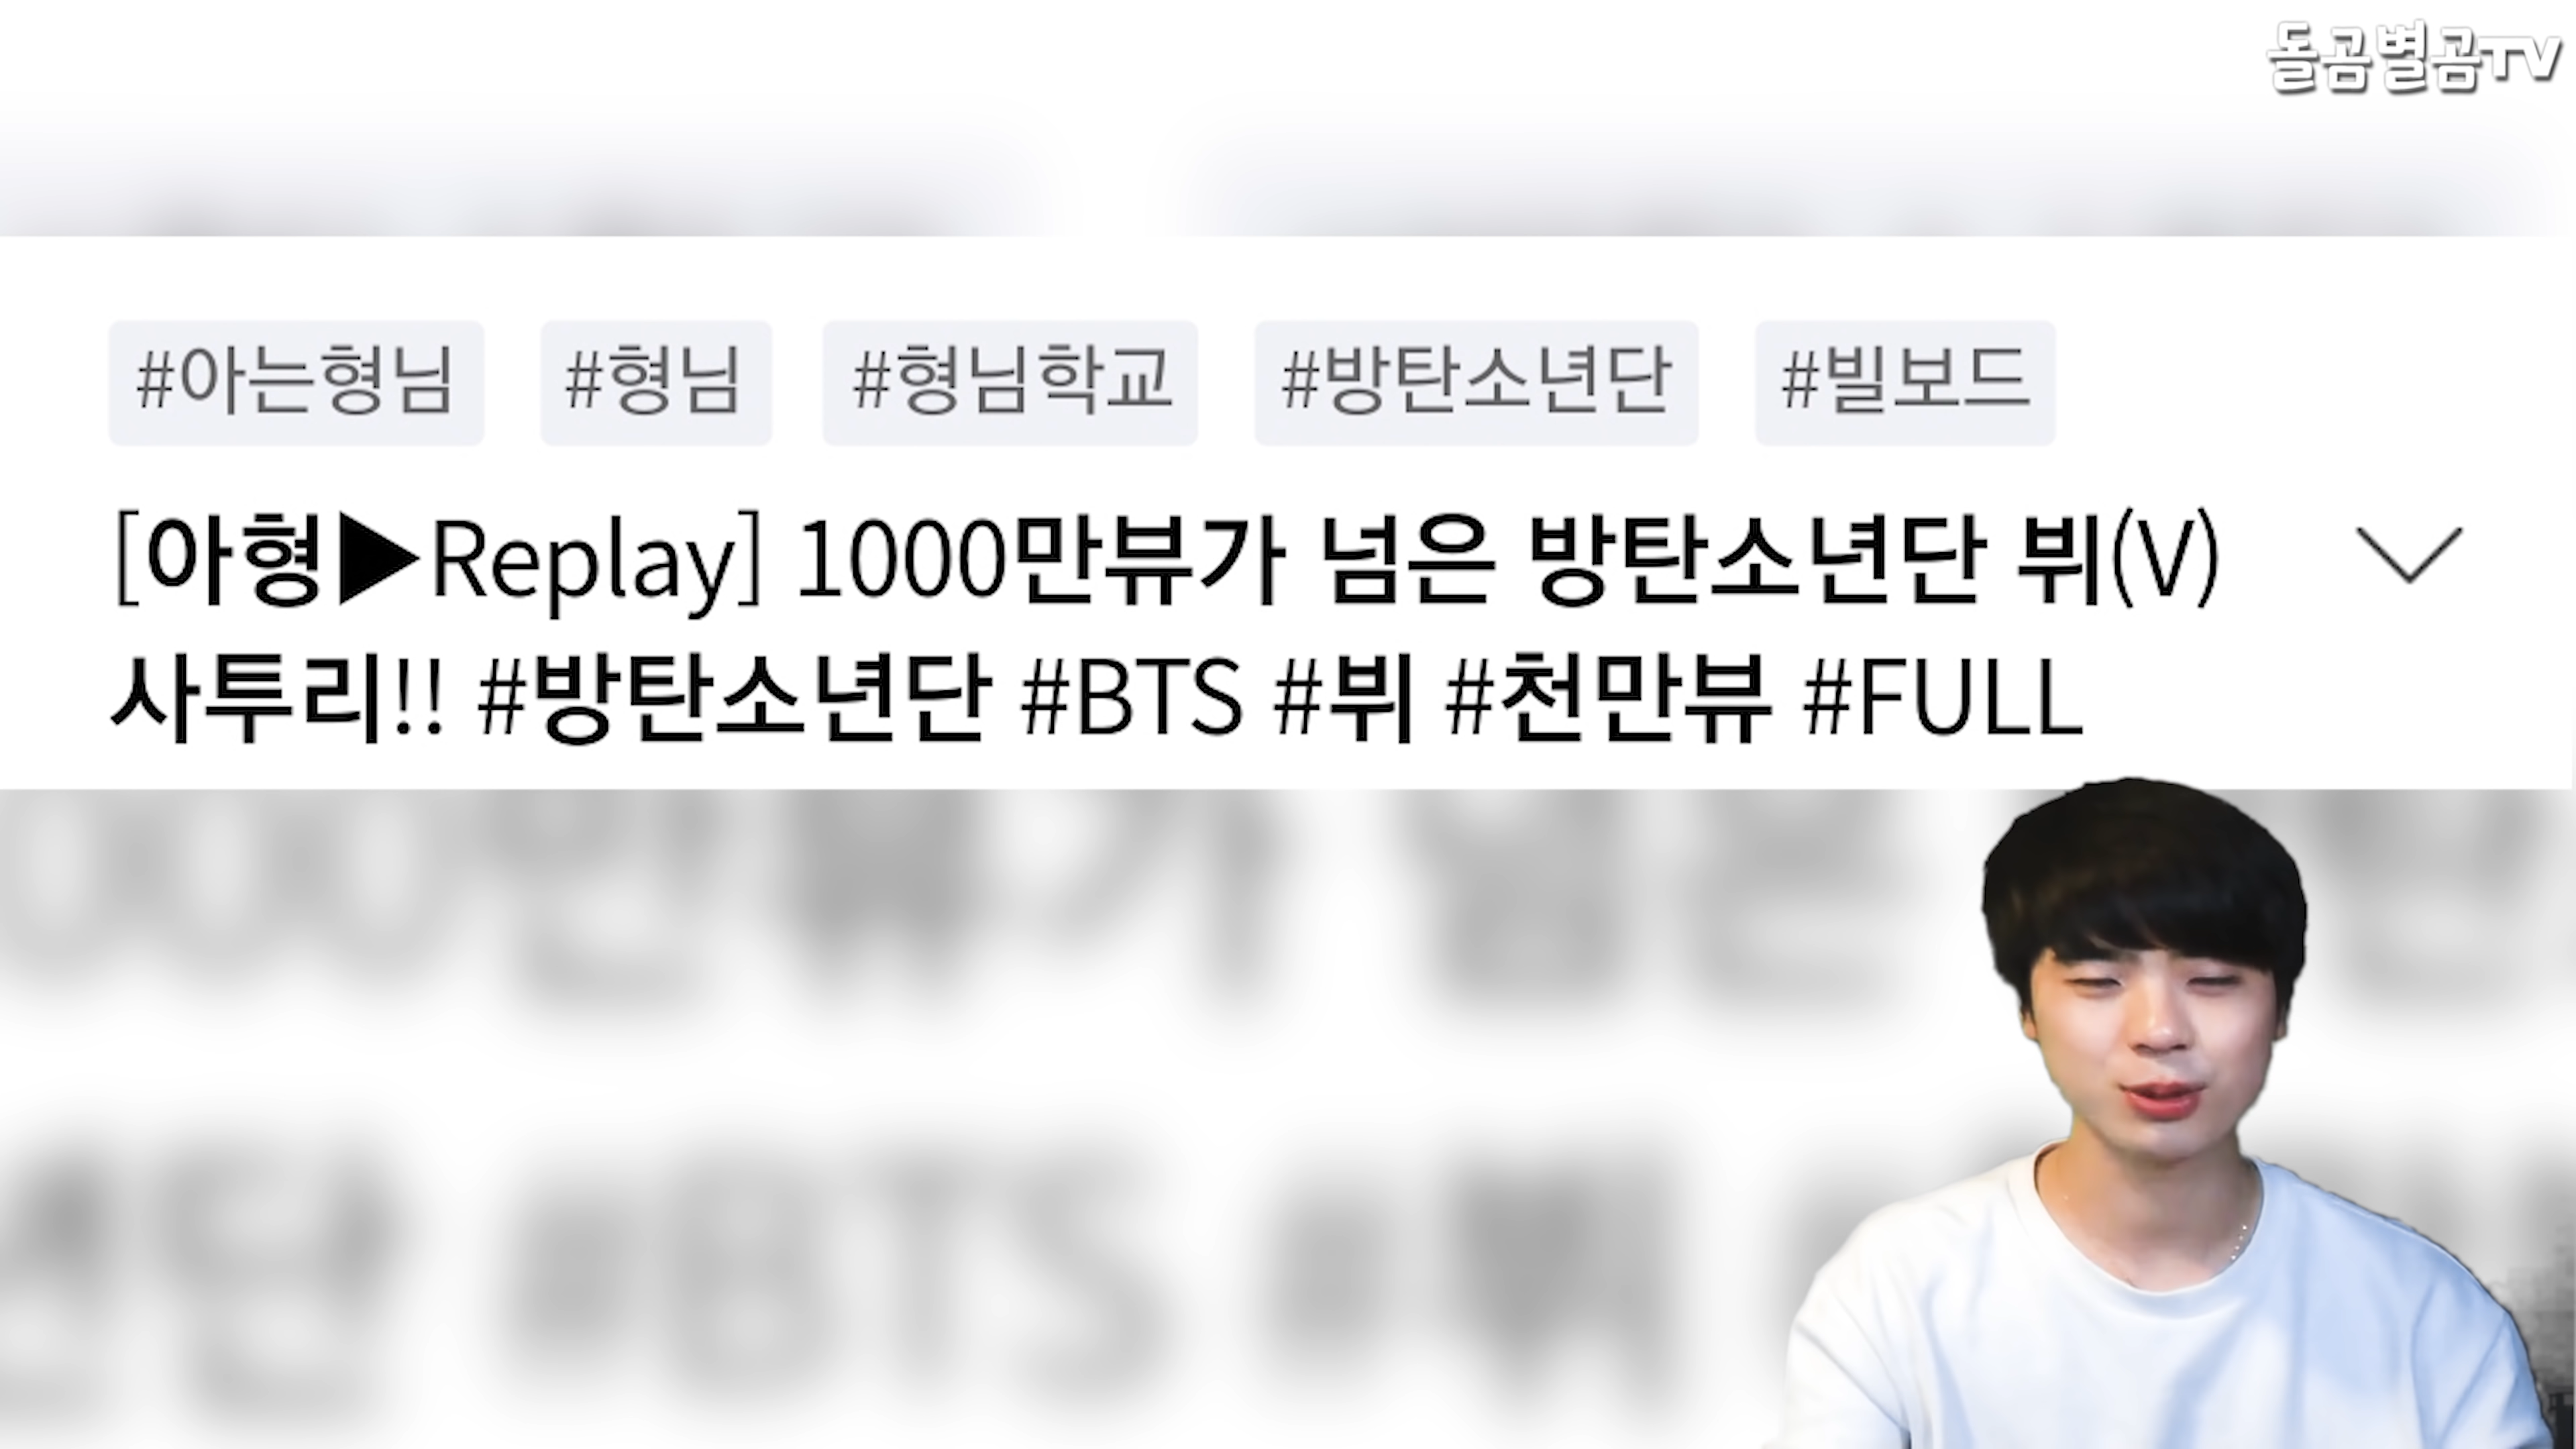 돌곰별곰TV
#아는형님 #형님 #형님학교 #방탄소년단 #빌보드
[아형▶Replay] 1000만뷰가 넘은 방탄소년단 뷔(V)
사투리!! #방탄소년단 #BTS #뷔 #천만뷰 #FULL